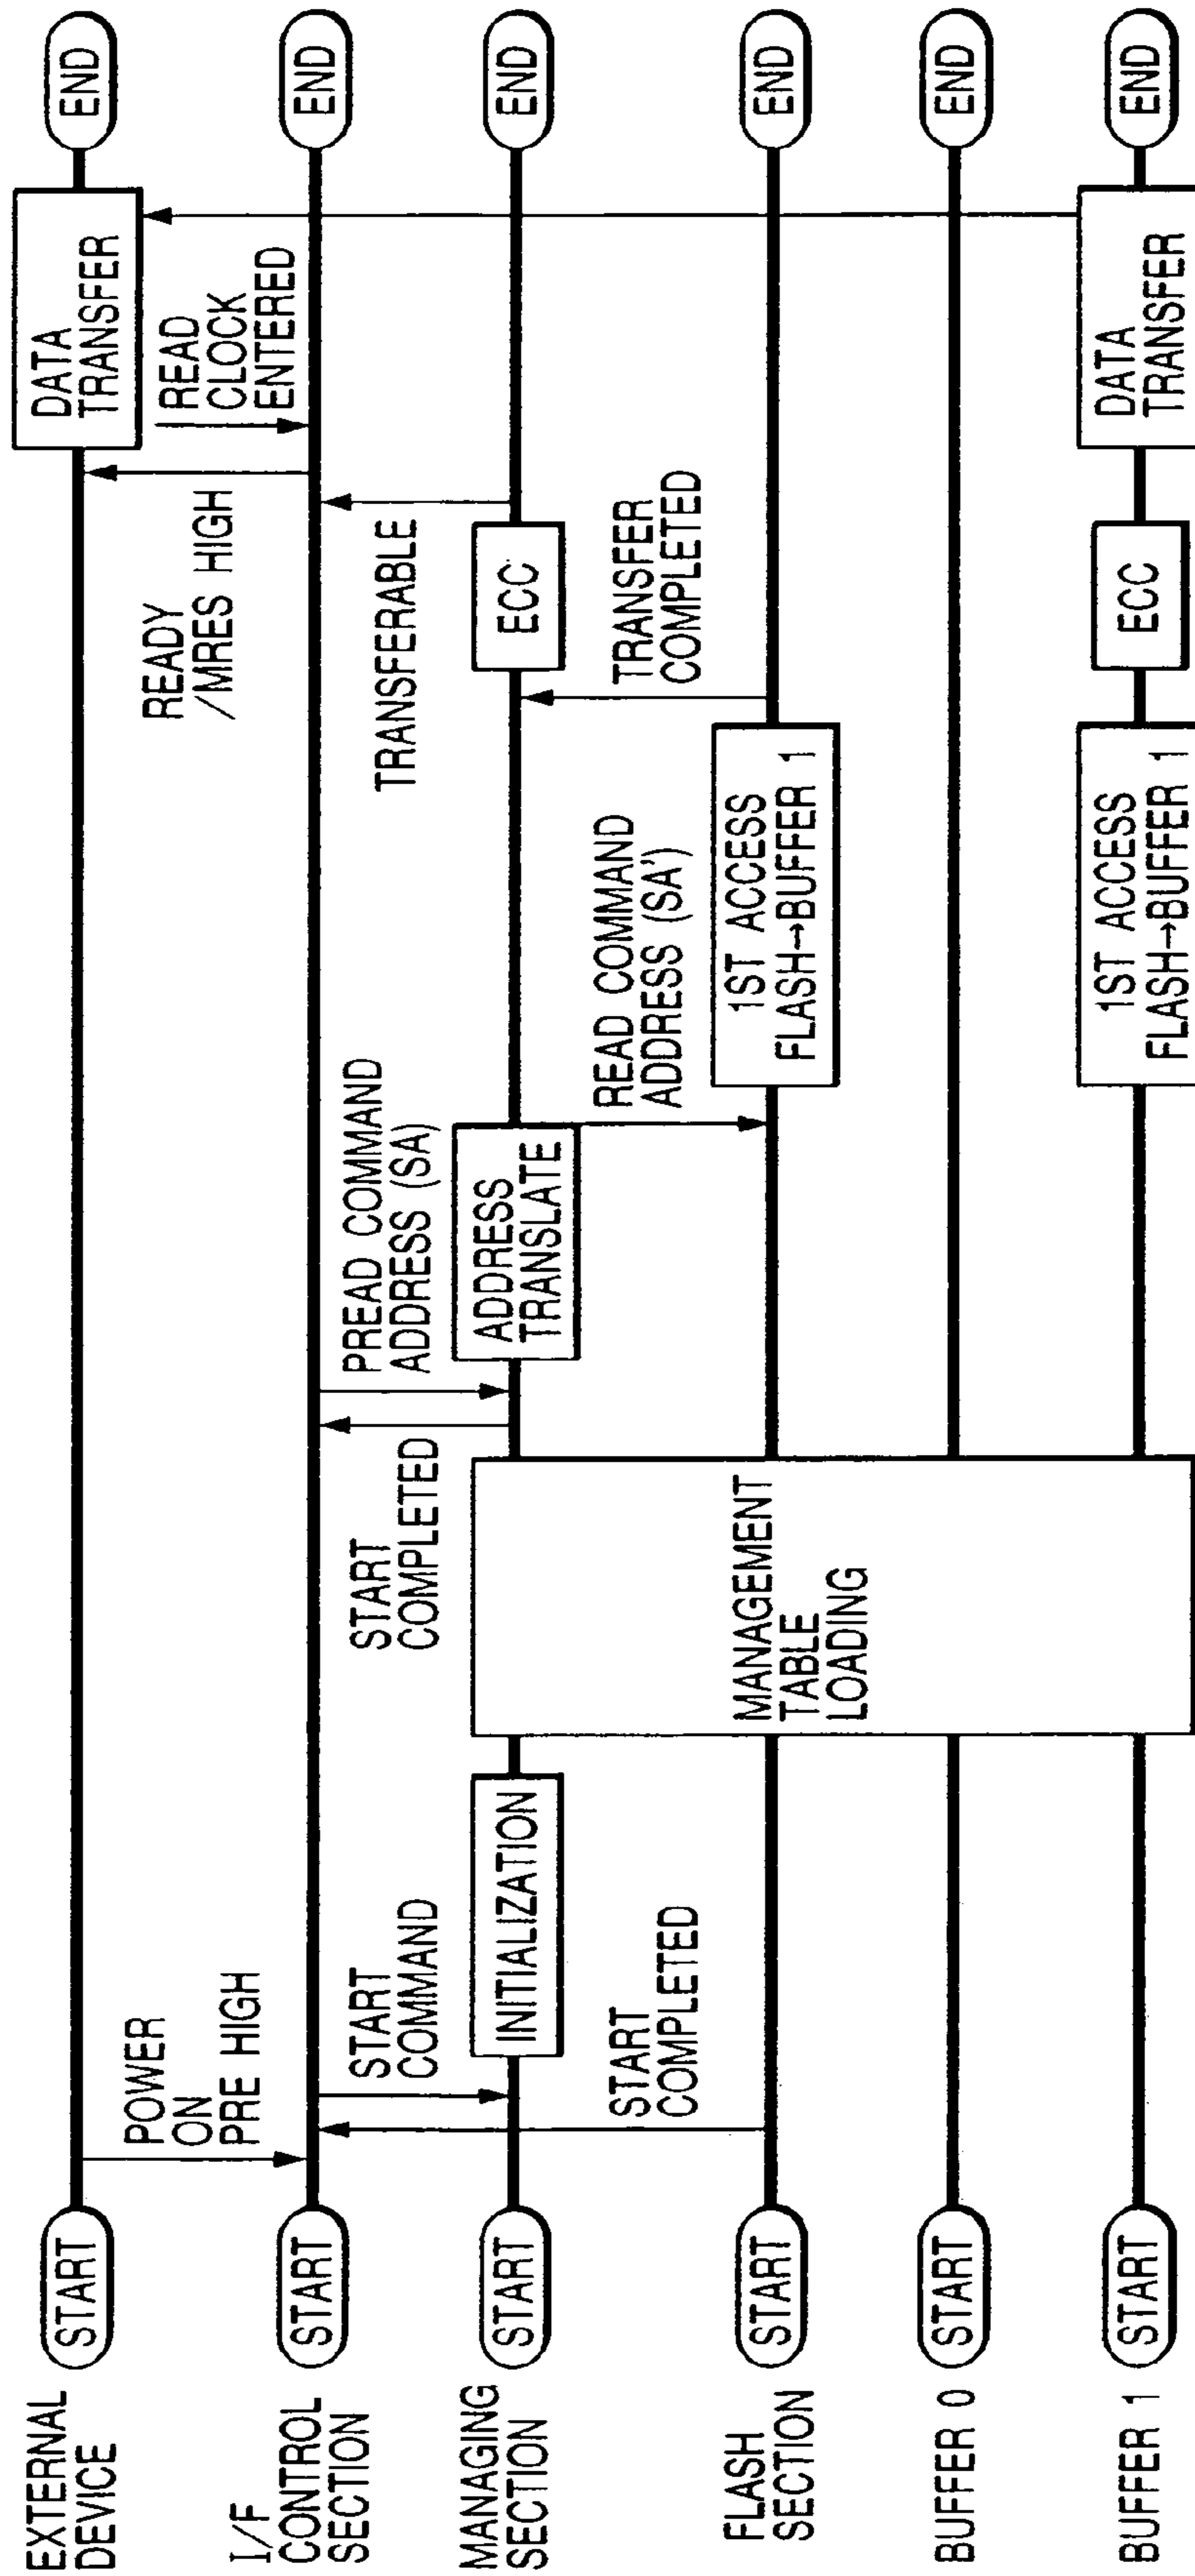 EXTERNAL
DEVICE
START
POWER
ON
PRE HIGH
READY
/MRES HIGH
READ
CLOCK
ENTERED
DATA
TRANSFER
END
I/F
CONTROL
SECTION
START
START
COMMAND
START
COMPLETED
PREAD COMMAND
ADDRESS (SA)
TRANSFERABLE
END
MANAGING
SECTION
START
INITIALIZATION
MANAGEMENT
TABLE
LOADING
ADDRESS
TRANSLATE
ECC
END
START
COMPLETED
READ COMMAND
ADDRESS (SA')
TRANSFER
COMPLETED
FLASH
SECTION
START
1ST ACCESS
FLASH→BUFFER 1
END
BUFFER 0
START
END
BUFFER 1
START
1ST ACCESS
FLASH→BUFFER 1
ECC
DATA
TRANSFER
END